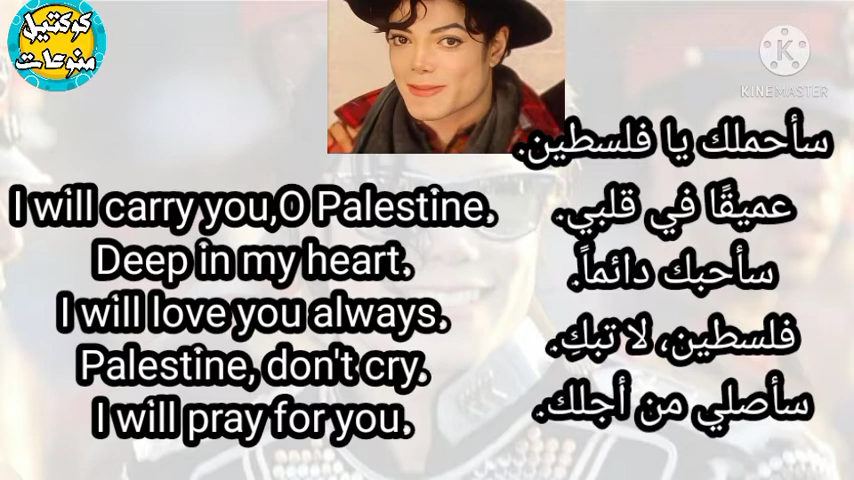 كوكتيل
منوعات
K
KINEMASTER
I will carry you,O Palestine.
Deep in my heart.
I will love you always.
Palestine, don't cry.
I will pray for you.
سأحملك يا فلسطين.
عميقًا في قلبي.
سأحبك دائماً.
فلسطين، لا تبكِ.
سأصلي من أجلك.